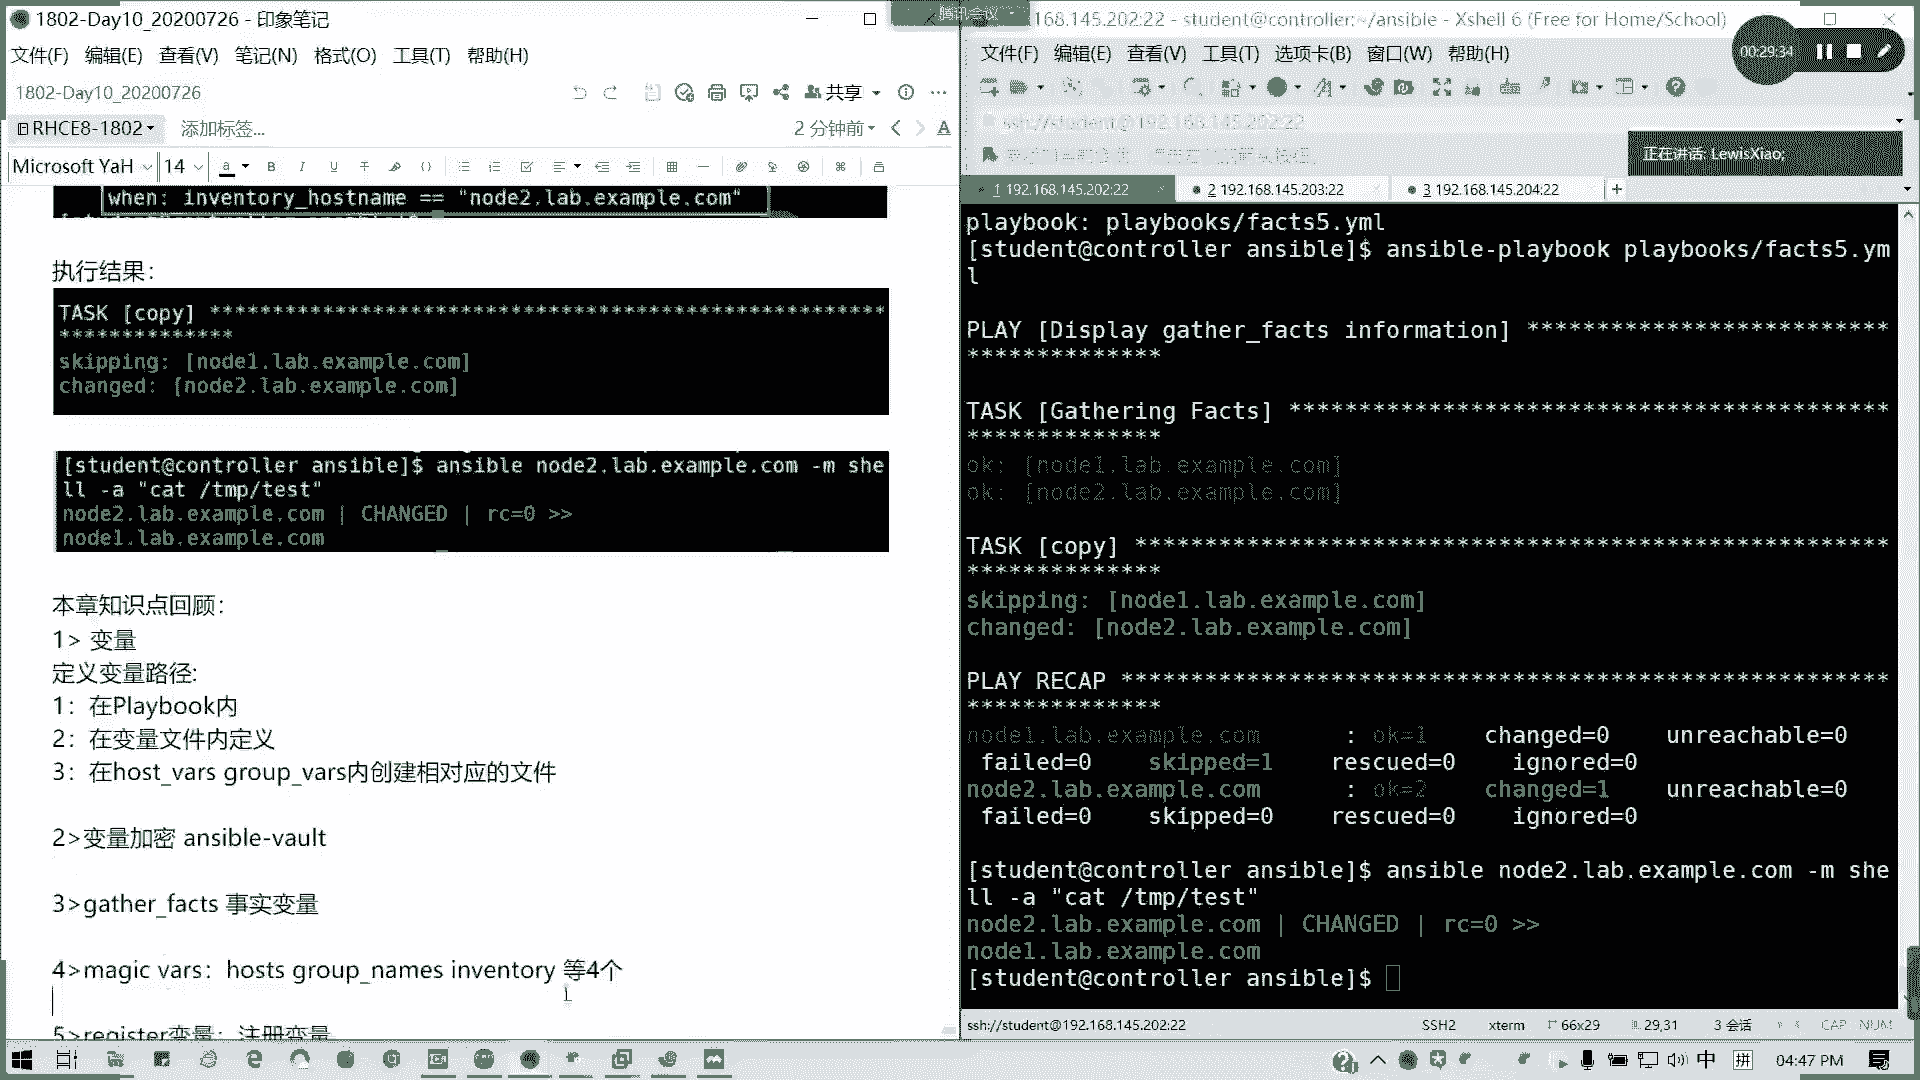 1802-Day10_20200726 - 印象笔记
文件(F) 编辑(E) 查看(V) 笔记(N) 格式(O) 工具(T) 帮助(H)
1802-Day10_20200726
共享
RHCE8-1802
添加标签...
2 分钟前
Microsoft YaH
14
when: inventory_hostname == "node2.lab.example.com"
执行结果:
TASK [copy] ****************************************************
**************
skipping: [node1.lab.example.com]
changed: [node2.lab.example.com]
[student@controller ansible]$ ansible node2.lab.example.com -m she
ll -a "cat /tmp/test"
node2.lab.example.com | CHANGED | rc=0 >>
node1.lab.example.com
本章知识点回顾:
1> 变量
定义变量路径:
1: 在Playbook内
2: 在变量文件内定义
3: 在host_vars group_vars内创建相对应的文件
2>变量加密 ansible-vault
3>gather_facts 事实变量
4>magic vars: hosts group_names inventory 等4个
5>register变量: 注册变量
腾讯会议
168.145.202:22 - student@controller:~/ansible - Xshell 6 (Free for Home/School)
文件(F) 编辑(E) 查看(V) 工具(T) 选项卡(B) 窗口(W) 帮助(H)
00:29:34
ssh://student@192.168.145.202:22
正在讲话: LewisXiao;
1 192.168.145.202:22
2 192.168.145.203:22
3 192.168.145.204:22
playbook: playbooks/facts5.yml
[student@controller ansible]$ ansible-playbook playbooks/facts5.ym
l
PLAY [Display gather_facts information] ***************************
**************
TASK [Gathering Facts] ********************************************
**************
ok: [node1.lab.example.com]
ok: [node2.lab.example.com]
TASK [copy] *******************************************************
**************
skipping: [node1.lab.example.com]
changed: [node2.lab.example.com]
PLAY RECAP ********************************************************
**************
node1.lab.example.com : ok=1 changed=0 unreachable=0
failed=0 skipped=1 rescued=0 ignored=0
node2.lab.example.com : ok=2 changed=1 unreachable=0
failed=0 skipped=0 rescued=0 ignored=0
[student@controller ansible]$ ansible node2.lab.example.com -m she
ll -a "cat /tmp/test"
node2.lab.example.com | CHANGED | rc=0 >>
node1.lab.example.com
[student@controller ansible]$
ssh://student@192.168.145.202:22
SSH2
xterm
66x29
29,31
3 会话
CAP NUM
中
拼
04:47 PM